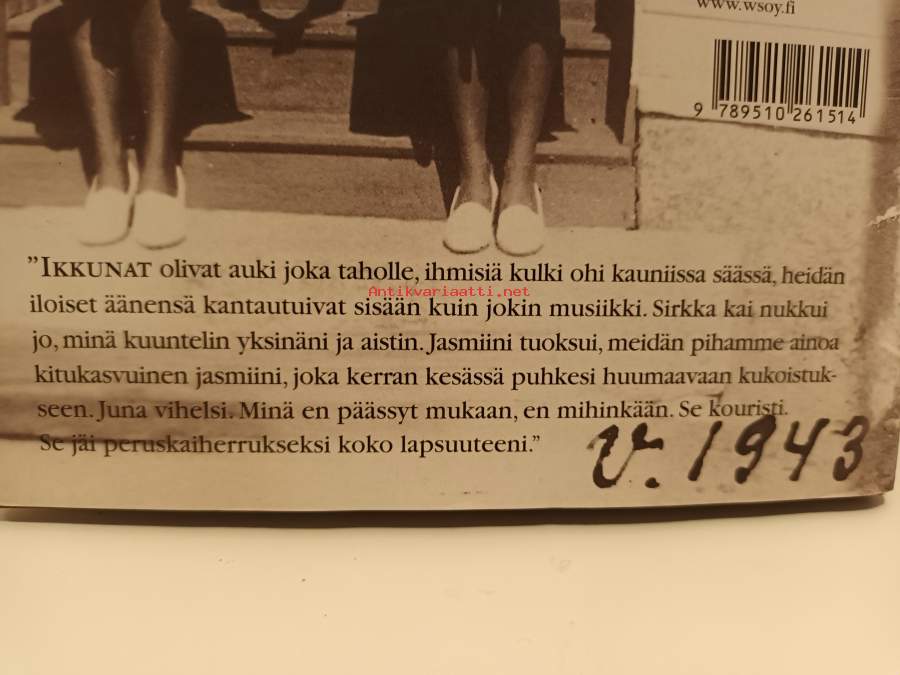 www.wsoy.fi
9 789510 261514
”IKKUNAT olivat auki joka taholle, ihmisiä kulki ohi kauniissa säässä, heidän
Antikvariaatti.net
iloiset äänensä kantautuivat sisään kuin jokin musiikki. Sirkka kai nukkui
jo, minä kuuntelin yksinäni ja aistin. Jasmiini tuoksui, meidän pihamme ainoa
kitukasvuinen jasmiini, joka kerran kesässä puhkesi huumaavaan kukoistuk-
seen. Juna vihelsi. Minä en päässyt mukaan, en mihinkään. Se kouristi.
Se jäi peruskaiherrukseksi koko lapsuuteeni.”
V. 1943